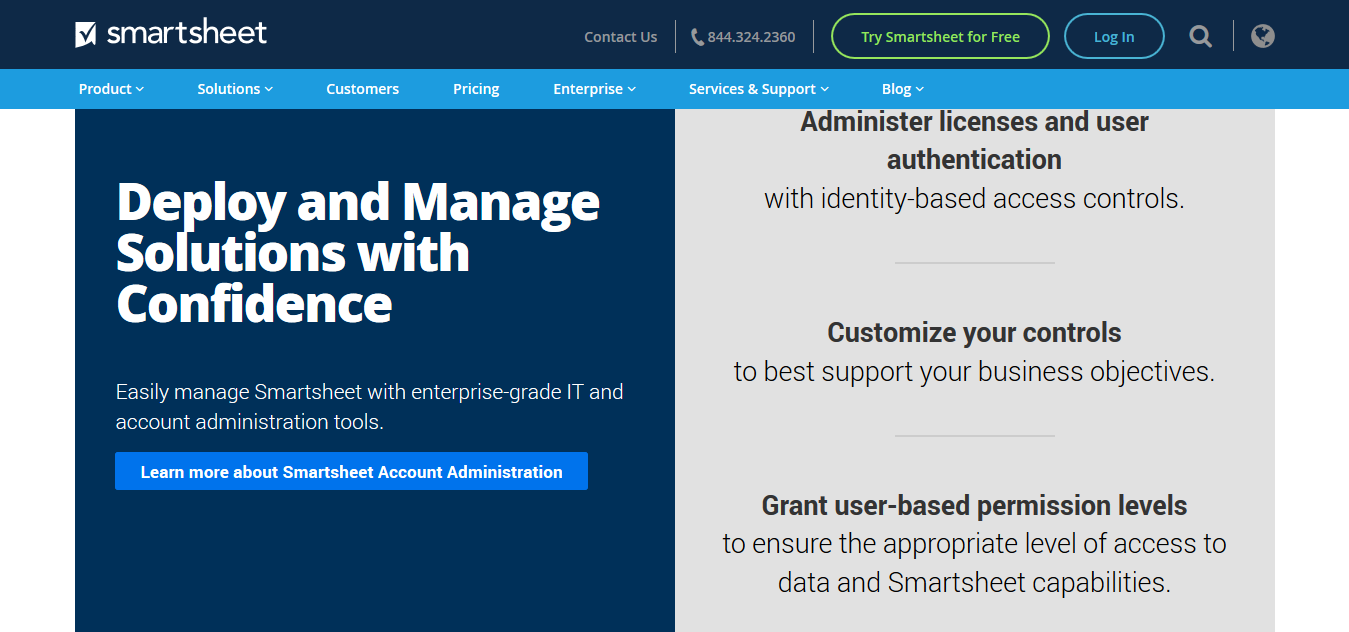 smartsheet
Contact Us
844.324.2360
Try Smartsheet for Free
Log In
Product
Solutions
Customers
Pricing
Enterprise
Services & Support
Blog
Deploy and Manage
Solutions with
Confidence
Easily manage Smartsheet with enterprise-grade IT and
account administration tools.
Learn more about Smartsheet Account Administration
Administer licenses and user
authentication
with identity-based access controls.
Customize your controls
to best support your business objectives.
Grant user-based permission levels
to ensure the appropriate level of access to
data and Smartsheet capabilities.